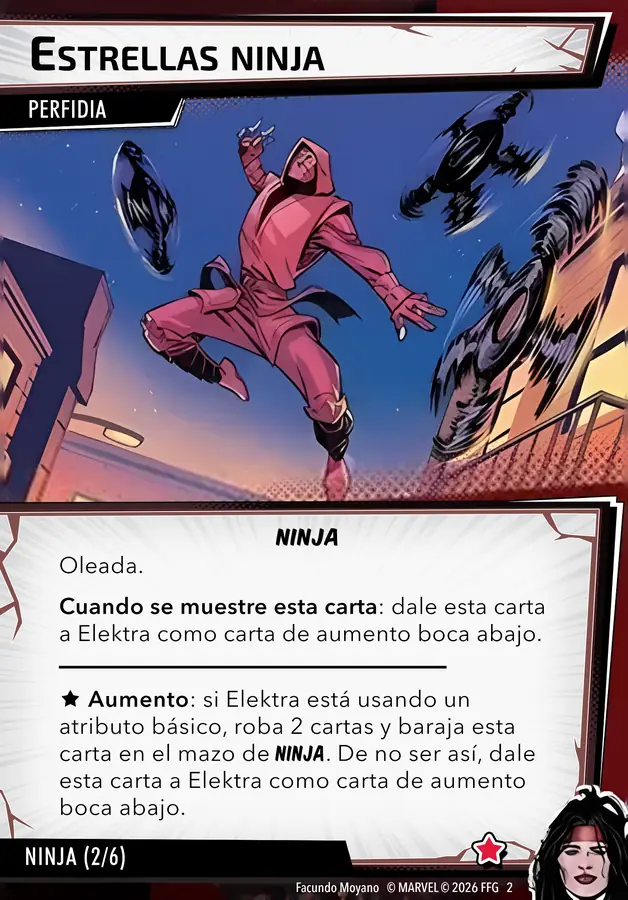 ESTRELLAS NINJA
PERFIDIA
NINJA
Oleada.
Cuando se muestre esta carta: dale esta carta
a Elektra como carta de aumento boca abajo.
★ Aumento: si Elektra está usando un
atributo básico, roba 2 cartas y baraja esta
carta en el mazo de NINJA. De no ser así, dale
esta carta a Elektra como carta de aumento
boca abajo.
NINJA (2/6)
Facundo Moyano © MARVEL © 2026 FFG 2